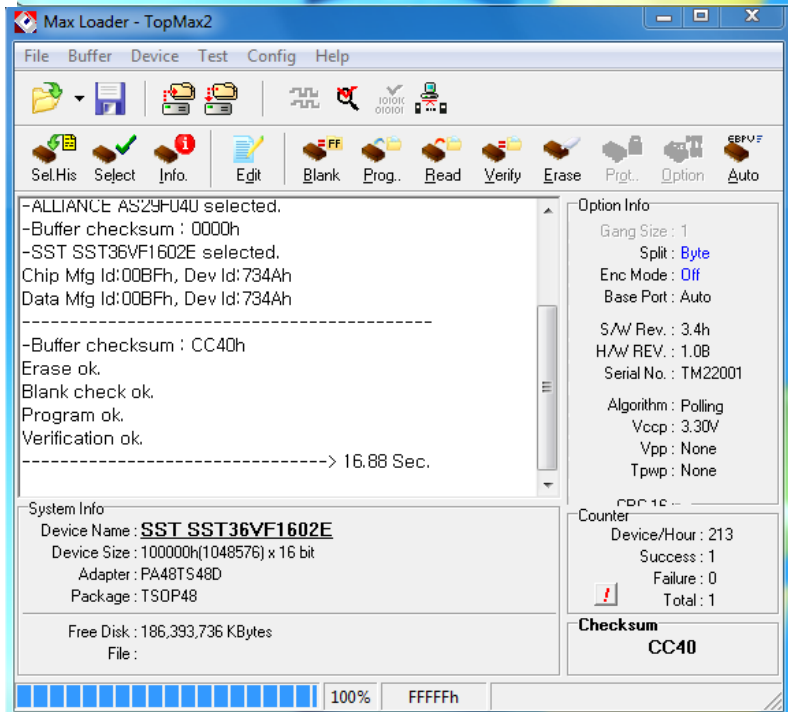 Max Loader - TopMax2
File Buffer Device Test Config Help
Sel.His Select Info. Edit Blank Prog.. Read Verify Erase Prot.. Option Auto
-ALLIANCE AS29F040 selected.
-Buffer checksum : 0000h
-SST SST36VF1602E selected.
Chip Mfg Id:00BFh, Dev Id:734Ah
Data Mfg Id:00BFh, Dev Id:734Ah
------------------------------------------
-Buffer checksum : CC40h
Erase ok.
Blank check ok.
Program ok.
Verification ok.
-------------------------------> 16.88 Sec.
Option Info
Gang Size : 1
Split : Byte
Enc Mode : Off
Base Port : Auto
S/W Rev. : 3.4h
H/W REV. : 1.0B
Serial No. : TM22001
Algorithm : Polling
Vccp : 3.30V
Vpp : None
Tpwp : None
System Info
Device Name : SST SST36VF1602E
Device Size : 100000h(1048576) x 16 bit
Adapter : PA48TS48D
Package : TSOP48
Free Disk : 186,393,736 KBytes
File :
Counter
Device/Hour : 213
Success : 1
Failure : 0
Total : 1
Checksum
CC40
100% FFFFFh